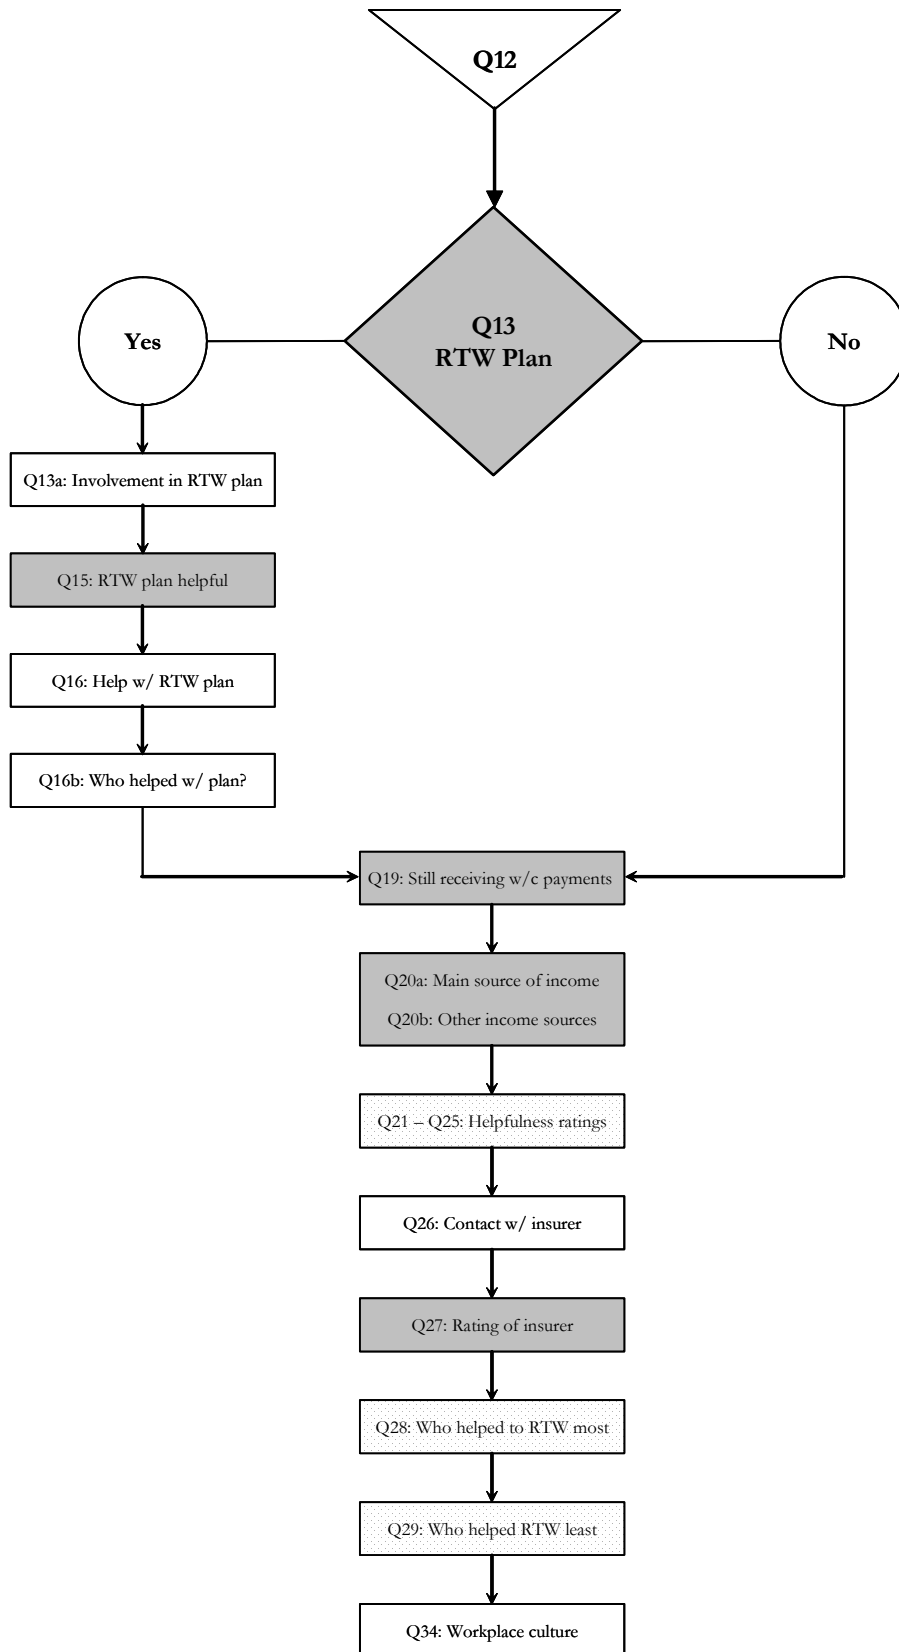 Q12
Q13
RTW Plan
Yes
No
Q13a: Involvement in RTW plan
Q15: RTW plan helpful
Q16: Help w/ RTW plan
Q16b: Who helped w/ plan?
Q19: Still receiving w/c payments
Q20a: Main source of income
Q20b: Other income sources
Q21 – Q25: Helpfulness ratings
Q26: Contact w/ insurer
Q27: Rating of insurer
Q28: Who helped to RTW most
Q29: Who helped RTW least
Q34: Workplace culture